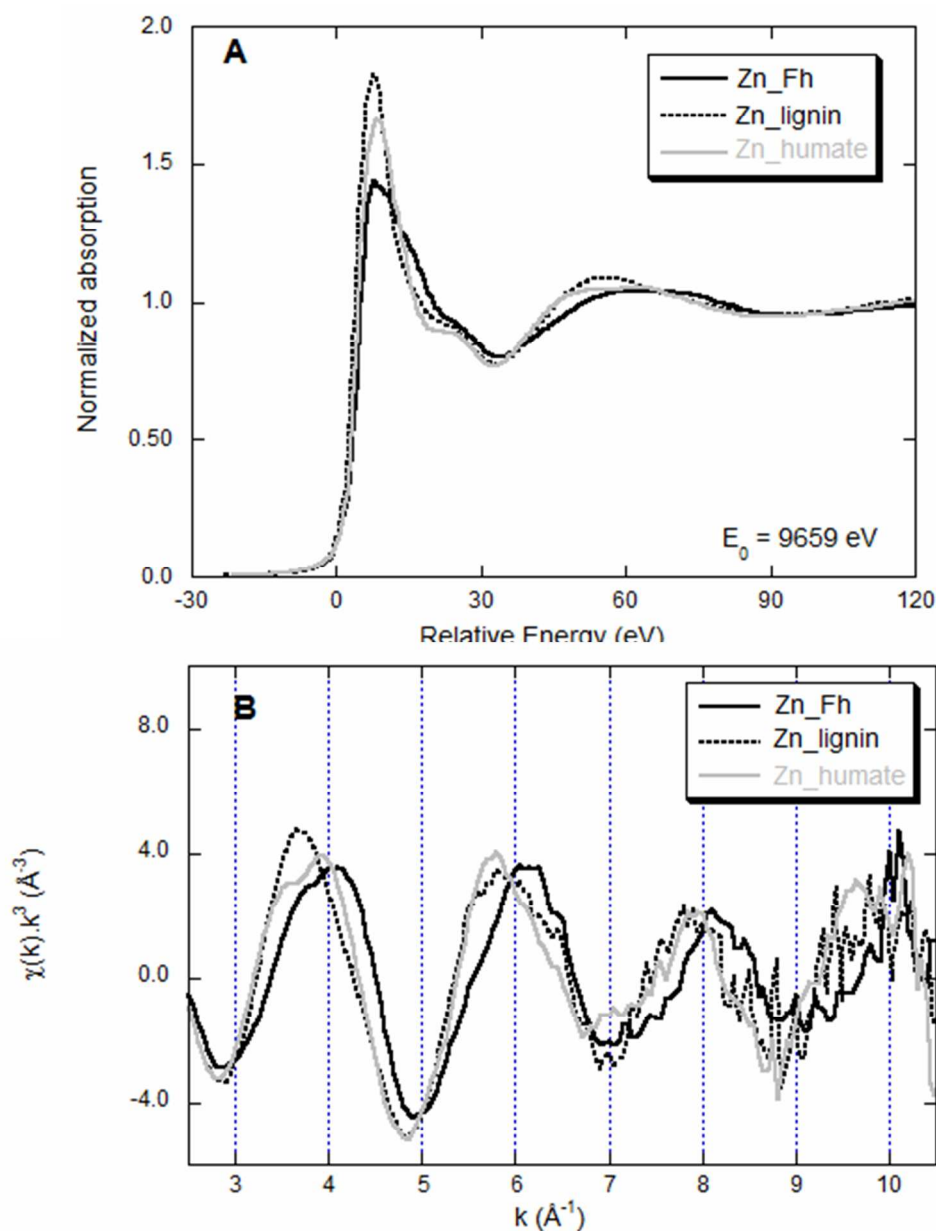 A
Zn_Fh
Zn_lignin
Zn_humate
2.0
1.5
1.0
0.50
0.0
Normalized absorption
E0 = 9659 eV
-30 0 30 60 90 120
Relative Energy (eV)
B
Zn_Fh
Zn_lignin
Zn_humate
8.0
4.0
0.0
-4.0
χ(k).k³ (Å⁻³)
3 4 5 6 7 8 9 10
k (Å⁻¹)